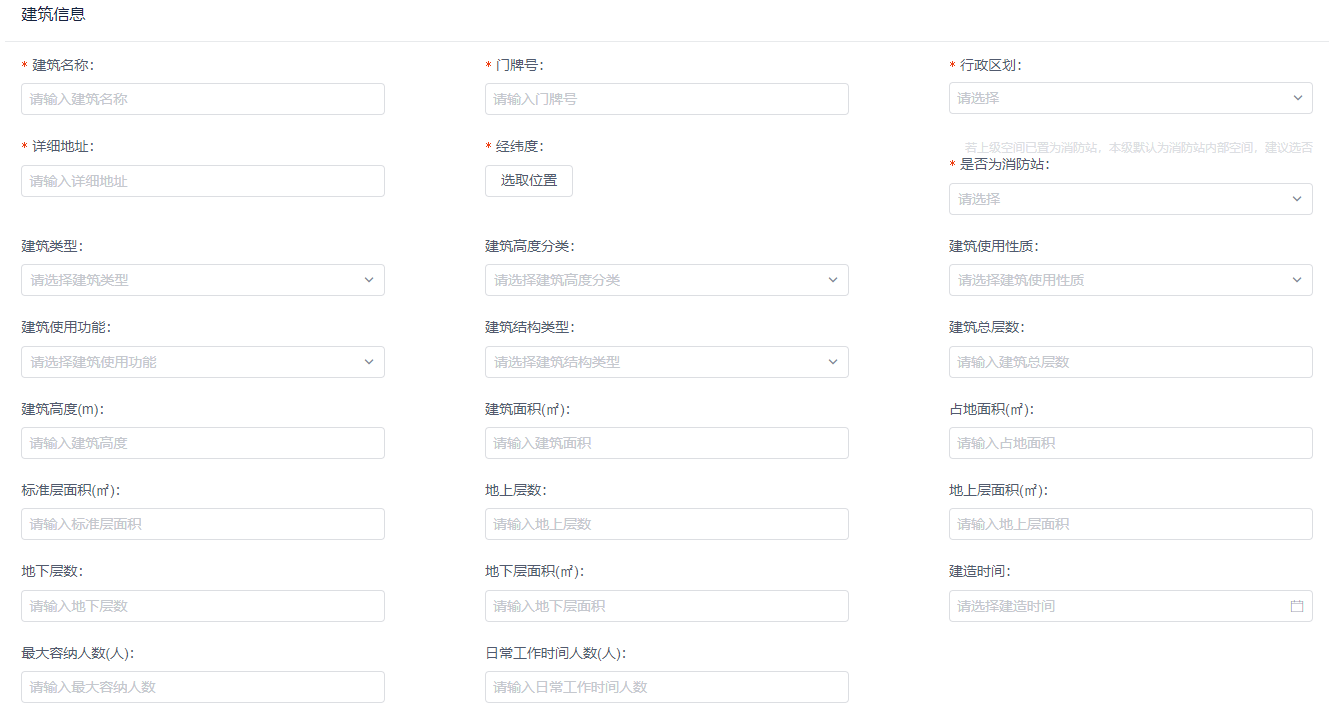 建筑信息
* 建筑名称:
* 门牌号:
* 行政区划:
请输入建筑名称
请输入门牌号
请选择
* 详细地址:
* 经纬度:
若上级空间已置为消防站，本级默认为消防站内部空间，建议选否
* 是否为消防站:
请输入详细地址
选取位置
请选择
建筑类型:
建筑高度分类:
建筑使用性质:
请选择建筑类型
请选择建筑高度分类
请选择建筑使用性质
建筑使用功能:
建筑结构类型:
建筑总层数:
请选择建筑使用功能
请选择建筑结构类型
请输入建筑总层数
建筑高度(m):
建筑面积(㎡):
占地面积(㎡):
请输入建筑高度
请输入建筑面积
请输入占地面积
标准层面积(㎡):
地上层数:
地上层面积(㎡):
请输入标准层面积
请输入地上层数
请输入地上层面积
地下层数:
地下层面积(㎡):
建造时间:
请输入地下层数
请输入地下层面积
请选择建造时间
最大容纳人数(人):
日常工作时间人数(人):
请输入最大容纳人数
请输入日常工作时间人数